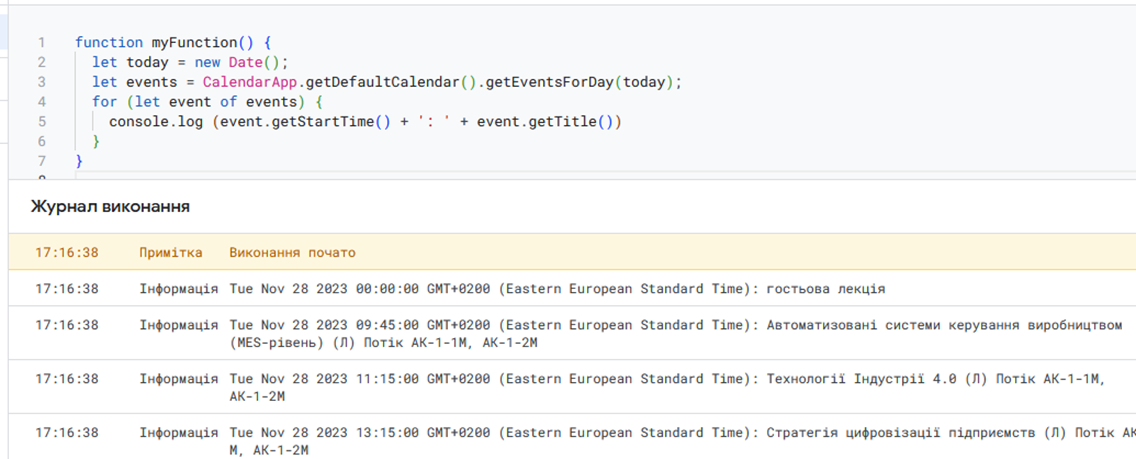 1 function myFunction() {
2 let today = new Date();
3 let events = CalendarApp.getDefaultCalendar().getEventsForDay(today);
4 for (let event of events) {
5 console.log (event.getStartTime() + ': ' + event.getTitle())
6 }
7 }
Журнал виконання
17:16:38 Примітка Виконання почато
17:16:38 Інформація Tue Nov 28 2023 00:00:00 GMT+0200 (Eastern European Standard Time): гостьова лекція
17:16:38 Інформація Tue Nov 28 2023 09:45:00 GMT+0200 (Eastern European Standard Time): Автоматизовані системи керування виробництвом
(MES-рівень) (Л) Потік АК-1-1М, АК-1-2М
17:16:38 Інформація Tue Nov 28 2023 11:15:00 GMT+0200 (Eastern European Standard Time): Технології Індустрії 4.0 (Л) Потік АК-1-1М,
АК-1-2М
17:16:38 Інформація Tue Nov 28 2023 13:15:00 GMT+0200 (Eastern European Standard Time): Стратегія цифровізації підприємств (Л) Потік АК
М, АК-1-2М